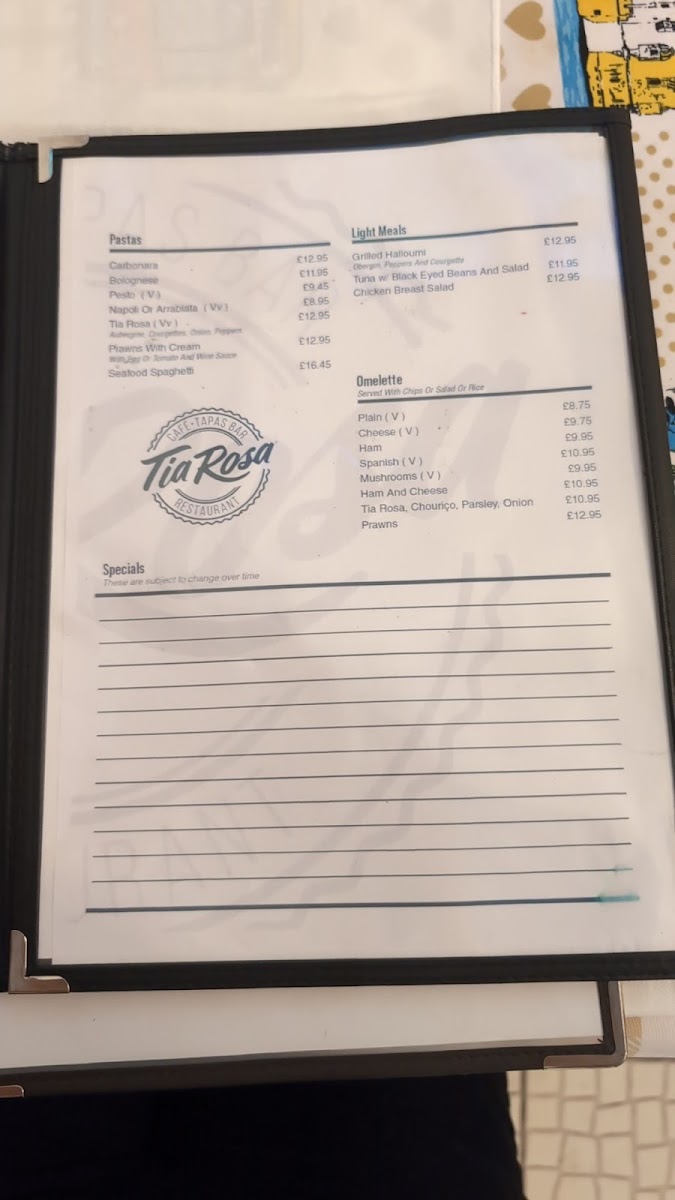 Pastas
Carbonara £12.95
Bolognese £11.95
Pesto ( V ) £9.45
Napoli Or Arrabiata ( Vv ) £8.95
Tia Rosa ( Vv ) £12.95
Aubergine, Courgettes, Onion, Peppers
Prawns With Cream £12.95
With Egg Or Tomato And Wine Sauce
Seafood Spaghetti £16.45
Light Meals
Grilled Halloumi £12.95
Obergin, Peppers And Courgette
Tuna w/ Black Eyed Beans And Salad £11.95
Chicken Breast Salad £12.95
Omelette
Served With Chips Or Salad Or Rice
Plain ( V ) £8.75
Cheese ( V ) £9.75
Ham £9.95
Spanish ( V ) £10.95
Mushrooms ( V ) £9.95
Ham And Cheese £10.95
Tia Rosa, Chouriço, Parsley, Onion £10.95
Prawns £12.95
CAFE • TAPAS BAR
Tia Rosa
RESTAURANT
Specials
These are subject to change over time